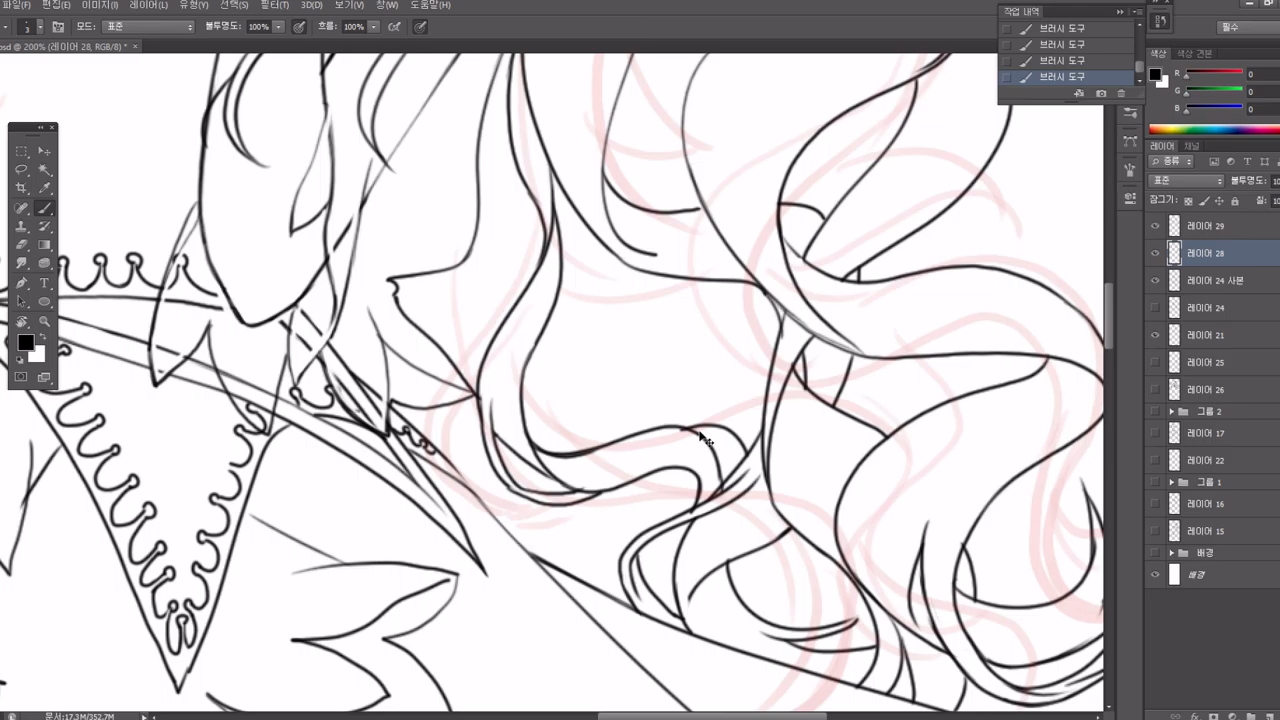 파일(F) 편집(E) 이미지(I) 레이어(L) 유형(Y) 선택(S) 필터(T) 3D(D) 보기(V) 창(W) 도움말(H)
3 모드: 표준 불투명도: 100% 흐름: 100%
필수
psd @ 200% (레이어 28, RGB/8) *
작업 내역
브러시 도구
브러시 도구
브러시 도구
브러시 도구
색상 색상 견본
R 0
G 0
B 0
레이어 채널
종류
표준 불투명도: 10
잠그기: 칠: 10
레이어 29
레이어 28
레이어 24 사본
레이어 24
레이어 21
레이어 25
레이어 26
그룹 2
레이어 17
레이어 22
그룹 1
레이어 16
레이어 15
배경
배경
문서:17.3M/352.7M